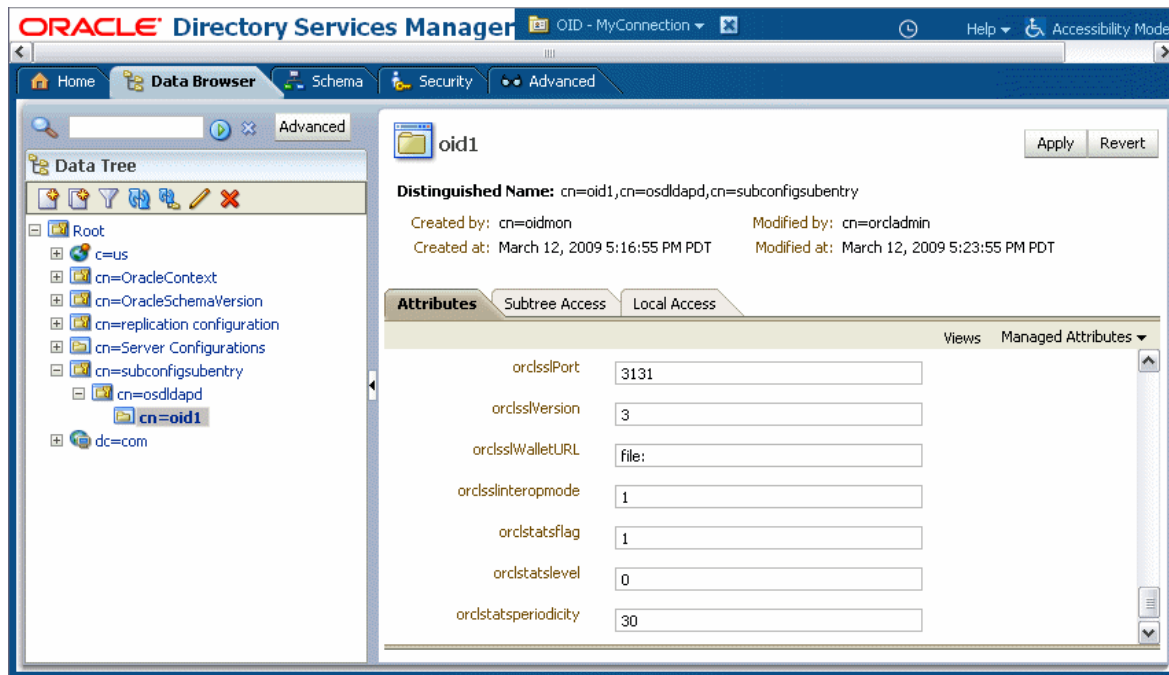 ORACLE Directory Services Manager OID - MyConnection Help Accessibility Mode
Home Data Browser Schema Security Advanced
Advanced
Data Tree
Root
c=us
cn=OracleContext
cn=OracleSchemaVersion
cn=replication configuration
cn=Server Configurations
cn=subconfigsubentry
cn=osdldapd
cn=oid1
dc=com
oid1
Apply Revert
Distinguished Name: cn=oid1,cn=osdldapd,cn=subconfigsubentry
Created by: cn=oidmon Modified by: cn=orcladmin
Created at: March 12, 2009 5:16:55 PM PDT Modified at: March 12, 2009 5:23:55 PM PDT
Attributes Subtree Access Local Access
Views Managed Attributes
orclsslPort 3131
orclsslVersion 3
orclsslWalletURL file:
orclsslinteropmode 1
orclstatsflag 1
orclstatslevel 0
orclstatsperiodicity 30